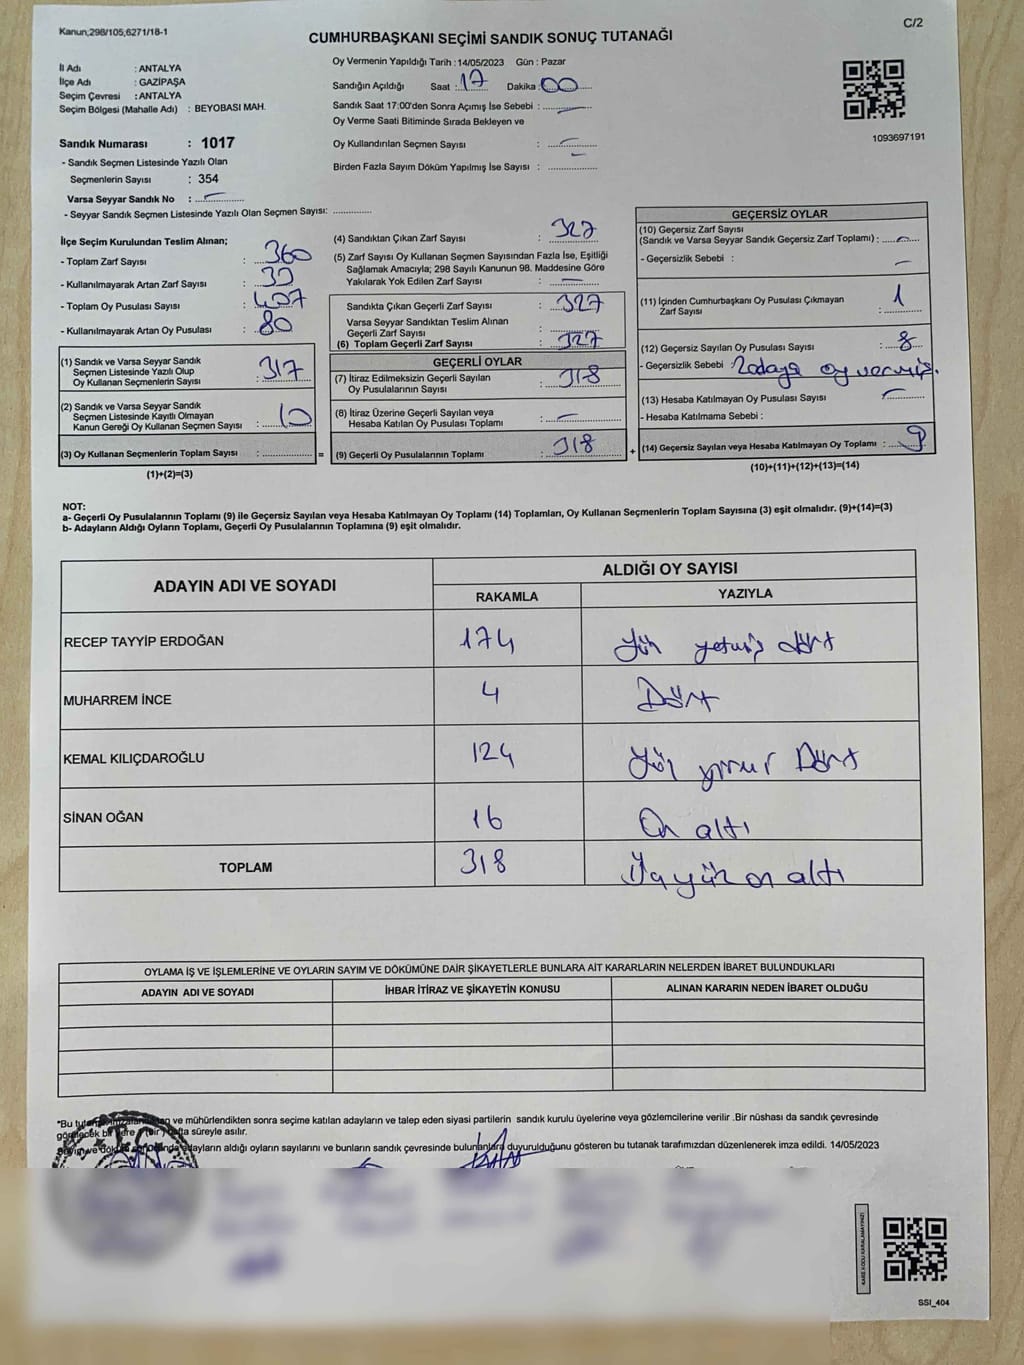 Kanun,298/105,6271/18-1
C/2
CUMHURBAŞKANI SEÇİMİ SANDIK SONUÇ TUTANAĞI
İl Adı : ANTALYA
İlçe Adı : GAZİPAŞA
Seçim Çevresi : ANTALYA
Seçim Bölgesi (Mahalle Adı) : BEYOBASI MAH.
Sandık Numarası : 1017
- Sandık Seçmen Listesinde Yazılı Olan
Seçmenlerin Sayısı : 354
Varsa Seyyar Sandık No : -
- Seyyar Sandık Seçmen Listesinde Yazılı Olan Seçmen Sayısı: ..............
Oy Vermenin Yapıldığı Tarih : 14/05/2023 Gün : Pazar
Sandığın Açıldığı Saat : 17 Dakika : 00
Sandık Saat 17:00'den Sonra Açımış İse Sebebi : -
Oy Verme Saati Bitiminde Sırada Bekleyen ve
Oy Kullandırılan Seçmen Sayısı : -
Birden Fazla Sayım Döküm Yapılmış İse Sayısı : -
1093697191
İlçe Seçim Kurulundan Teslim Alınan;
- Toplam Zarf Sayısı : 360
- Kullanılmayarak Artan Zarf Sayısı : 33
- Toplam Oy Pusulası Sayısı : 407
- Kullanılmayarak Artan Oy Pusulası : 80
(1) Sandık ve Varsa Seyyar Sandık
Seçmen Listesinde Yazılı Olup
Oy Kullanan Seçmenlerin Sayısı : 317
(2) Sandık ve Varsa Seyyar Sandık
Seçmen Listesinde Kayıtlı Olmayan
Kanun Gereği Oy Kullanan Seçmen Sayısı : 10
(3) Oy Kullanan Seçmenlerin Toplam Sayısı : .............. =
(1)+(2)=(3)
(4) Sandıktan Çıkan Zarf Sayısı : 327
(5) Zarf Sayısı Oy Kullanan Seçmen Sayısından Fazla İse, Eşitliği
Sağlamak Amacıyla; 298 Sayılı Kanunun 98. Maddesine Göre
Yakılarak Yok Edilen Zarf Sayısı : -
Sandıkta Çıkan Geçerli Zarf Sayısı : 327
Varsa Seyyar Sandıktan Teslim Alınan
Geçerli Zarf Sayısı :
(6) Toplam Geçerli Zarf Sayısı : 327
GEÇERLİ OYLAR
(7) İtiraz Edilmeksizin Geçerli Sayılan
Oy Pusulalarının Sayısı : 318
(8) İtiraz Üzerine Geçerli Sayılan veya
Hesaba Katılan Oy Pusulası Toplamı : -
(9) Geçerli Oy Pusulalarının Toplamı : 318 +
GEÇERSİZ OYLAR
(10) Geçersiz Zarf Sayısı
(Sandık ve Varsa Seyyar Sandık Geçersiz Zarf Toplamı) : -
- Geçersizlik Sebebi : -
(11) İçinden Cumhurbaşkanı Oy Pusulası Çıkmayan
Zarf Sayısı : 1
(12) Geçersiz Sayılan Oy Pusulası Sayısı : 8
- Geçersizlik Sebebi : 2 adaya oy vermiş.
(13) Hesaba Katılmayan Oy Pusulası Sayısı : -
- Hesaba Katılmama Sebebi :
(14) Geçersiz Sayılan veya Hesaba Katılmayan Oy Toplamı : 9
(10)+(11)+(12)+(13)=(14)
NOT:
a- Geçerli Oy Pusulalarının Toplamı (9) ile Geçersiz Sayılan veya Hesaba Katılmayan Oy Toplamı (14) Toplamları, Oy Kullanan Seçmenlerin Toplam Sayısına (3) eşit olmalıdır. (9)+(14)=(3)
b- Adayların Aldığı Oyların Toplamı, Geçerli Oy Pusulalarının Toplamına (9) eşit olmalıdır.
ADAYIN ADI VE SOYADI
ALDIĞI OY SAYISI
RAKAMLA YAZIYLA
RECEP TAYYİP ERDOĞAN 174 Yüz yetmiş dört
MUHARREM İNCE 4 Dört
KEMAL KILIÇDAROĞLU 124 Yüz yirmi Dört
SİNAN OĞAN 16 On altı
TOPLAM 318 Üç yüz on altı
OYLAMA İŞ VE İŞLEMLERİNE VE OYLARIN SAYIM VE DÖKÜMÜNE DAİR ŞİKAYETLERLE BUNLARA AİT KARARLARIN NELERDEN İBARET BULUNDUKLARI
ADAYIN ADI VE SOYADI İHBAR İTİRAZ VE ŞİKAYETİN KONUSU ALINAN KARARIN NEDEN İBARET OLDUĞU
"Bu ve mühürlendikten sonra seçime katılan adayların ve talep eden siyasi partilerin sandık kurulu üyelerine veya gözlemcilerine verilir .Bir nüshası da sandık çevresinde
süreyle asılır.
adayların aldığı oyların sayılarını ve bunların sandık çevresinde bulunanlara duyurulduğunu gösteren bu tutanak tarafımızdan düzenlenerek imza edildi. 14/05/2023
KARE KODU KARALAMAYINIZ!
SSI_404